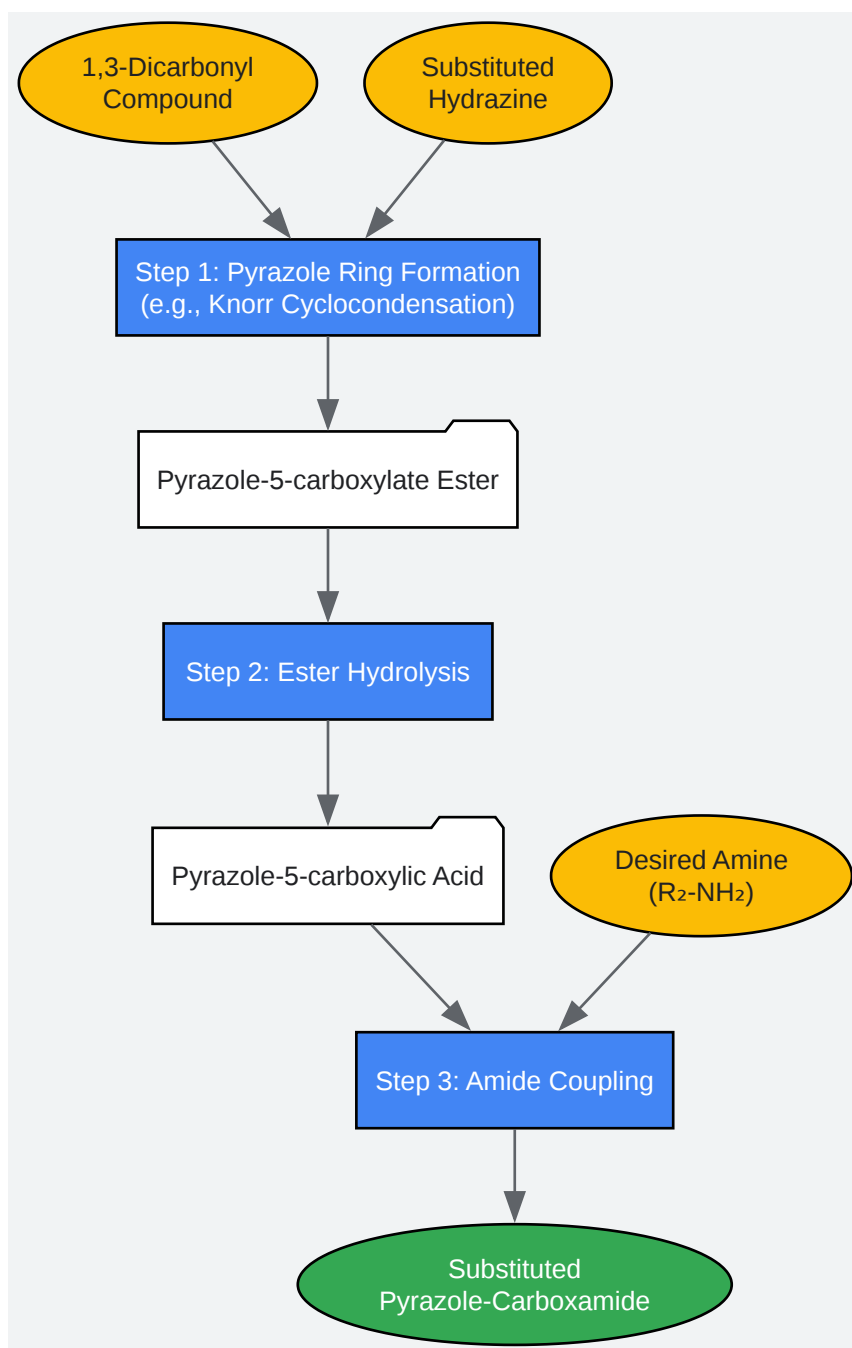 1,3-Dicarbonyl
Compound
Substituted
Hydrazine
Step 1: Pyrazole Ring Formation
(e.g., Knorr Cyclocondensation)
Pyrazole-5-carboxylate Ester
Step 2: Ester Hydrolysis
Pyrazole-5-carboxylic Acid
Desired Amine
(R₂-NH₂)
Step 3: Amide Coupling
Substituted
Pyrazole-Carboxamide